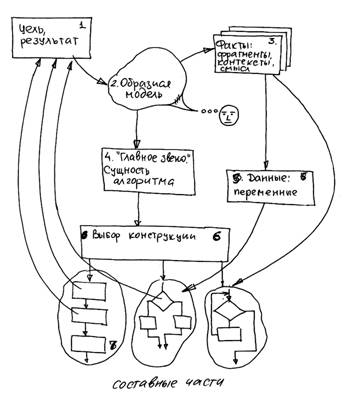 Цель, 1.
результат
3.
Факты:
фрагменты,
контексты,
смысл
2. Образная
модель
"I"
4. "Главное звено."
Сущность
алгоритма
5. Данные: 5
переменные
6 Выбор конструкции 6
7
составные части